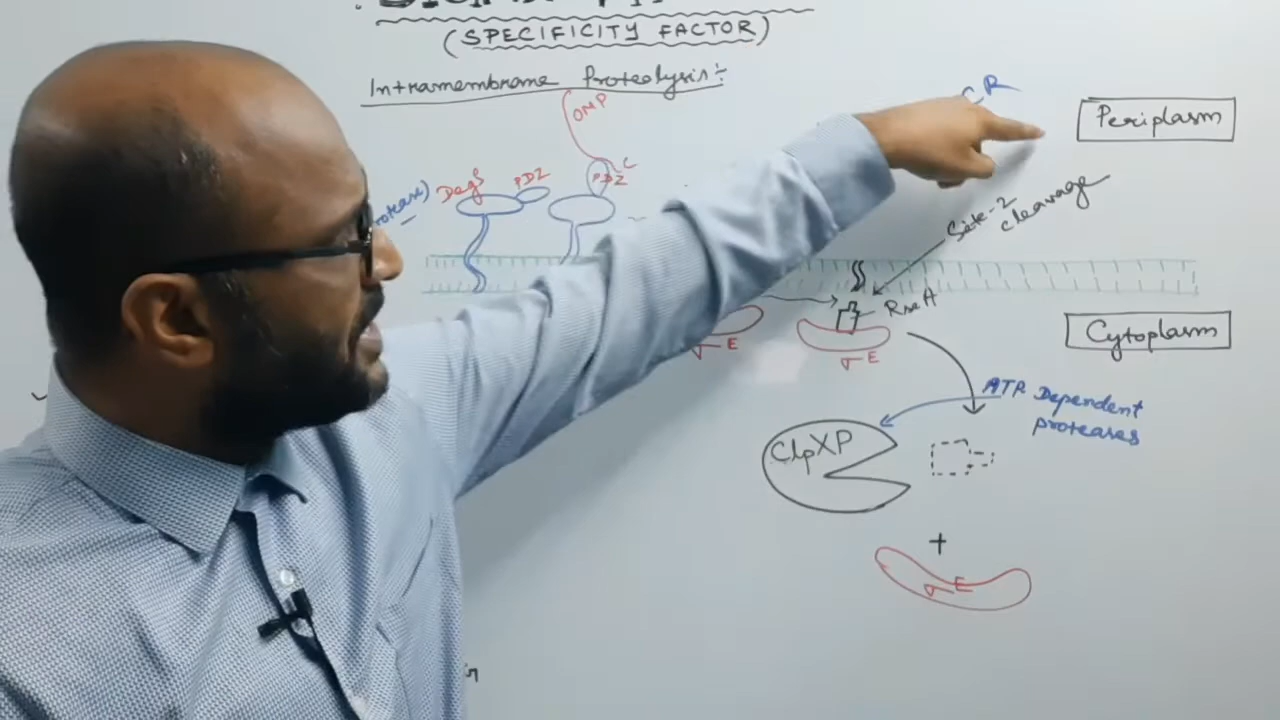 (SPECIFICITY FACTOR)
Intramembrane Proteolysis:-
OMP
Periplasm
DegS
PDZ
PDZ
C
Site-2
cleavage
RseA
σE
σE
Cytoplasm
ATP Dependent
proteases
ClpXP
+
σE